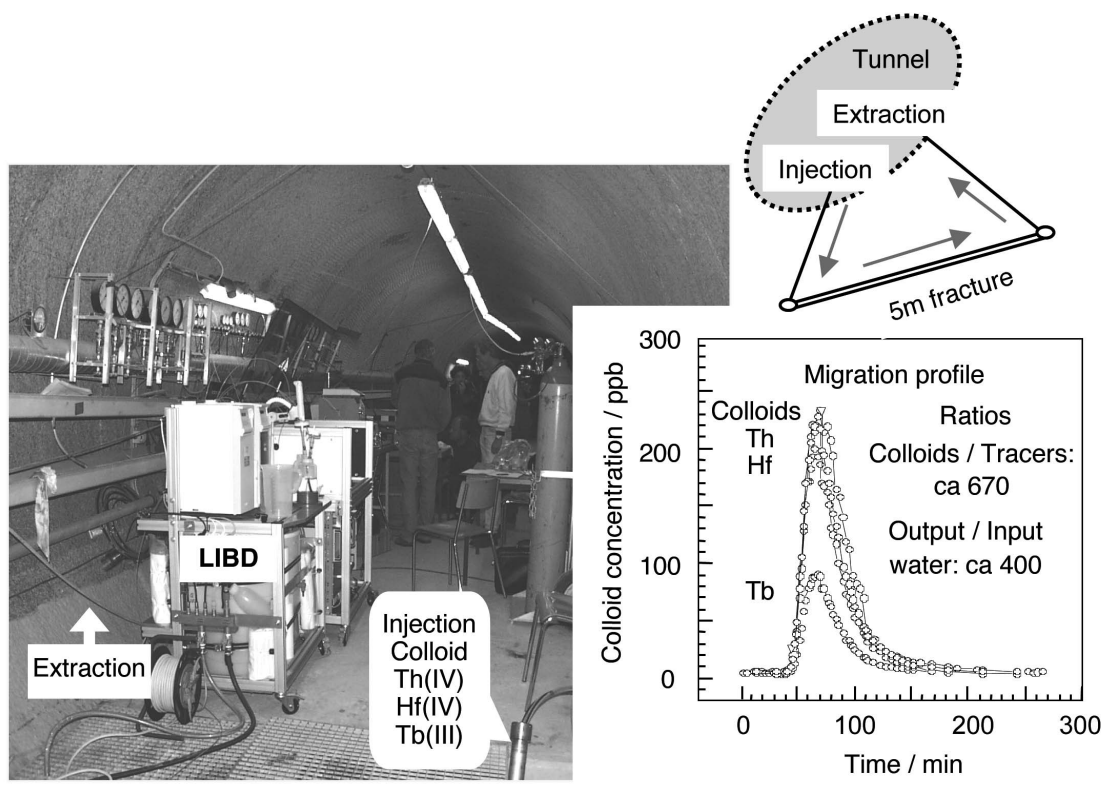 Tunnel
Extraction
Injection
5m fracture
LIBD
Extraction
Injection
Colloid
Th(IV)
Hf(IV)
Tb(III)
Migration profile
Colloids
Th
Hf
Tb
Ratios
Colloids / Tracers:
ca 670
Output / Input
water: ca 400
Colloid concentration / ppb
300
200
100
0
0
100
200
300
Time / min